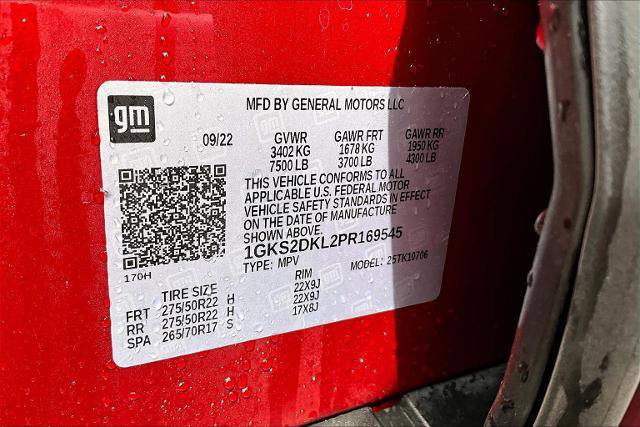 gm
MFD BY GENERAL MOTORS LLC
09/22 GVWR GAWR FRT GAWR RR
3402 KG 1678 KG 1950 KG
7500 LB 3700 LB 4300 LB
THIS VEHICLE CONFORMS TO ALL
APPLICABLE U.S. FEDERAL MOTOR
VEHICLE SAFETY STANDARDS IN EFFECT
ON THE DATE OF MANUFACTURE
SHOWN ABOVE.
1GKS2DKL2PR169545
170H TYPE: MPV MODEL: 25TK10706
TIRE SIZE RIM
FRT 275/50R22 H 22X9J
RR 275/50R22 H 22X9J
SPA 265/70R17 S 17X8J